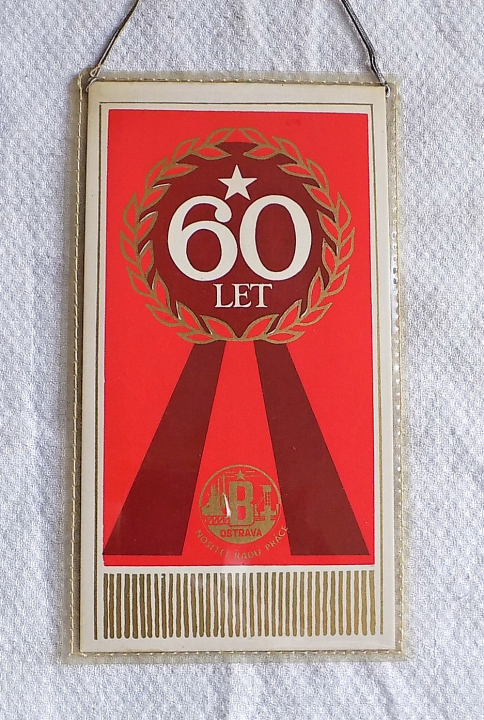 60
LET
B
OSTRAVA
NOSITEL ŘÁDU PRÁCE